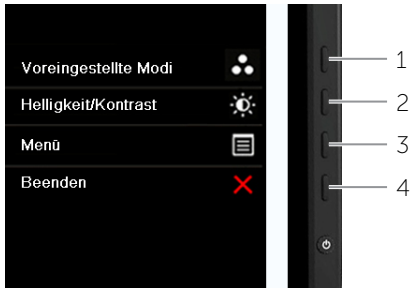 Voreingestellte Modi
Helligkeit/Kontrast
Menü
Beenden
1
2
3
4